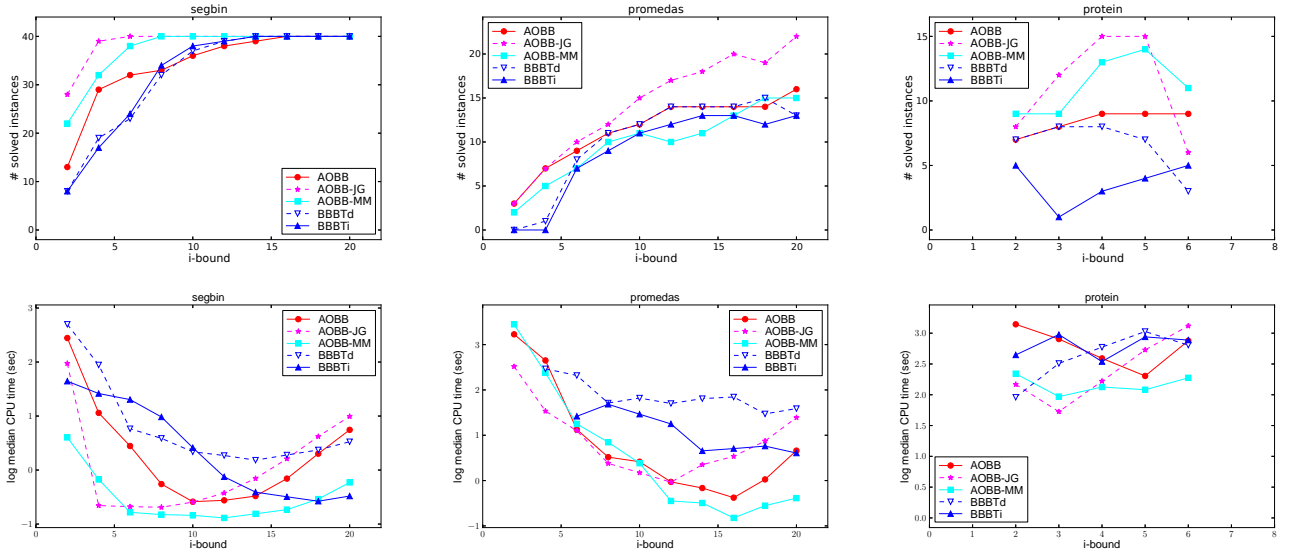 segbin
# solved instances
40
30
20
10
0
AOBB
AOBB-JG
AOBB-MM
BBBTd
BBBTi
0 5 10 15 20
i-bound
promedas
# solved instances
20
15
10
5
0
AOBB
AOBB-JG
AOBB-MM
BBBTd
BBBTi
0 5 10 15 20
i-bound
protein
# solved instances
15
10
5
0
AOBB
AOBB-JG
AOBB-MM
BBBTd
BBBTi
0 1 2 3 4 5 6 7 8
i-bound
segbin
log median CPU time (sec)
3
2
1
0
−1
AOBB
AOBB-JG
AOBB-MM
BBBTd
BBBTi
0 5 10 15 20
i-bound
promedas
log median CPU time (sec)
3
2
1
0
−1
AOBB
AOBB-JG
AOBB-MM
BBBTd
BBBTi
0 5 10 15 20
i-bound
protein
log median CPU time (sec)
3.0
2.5
2.0
1.5
1.0
0.5
0.0
AOBB
AOBB-JG
AOBB-MM
BBBTd
BBBTi
0 1 2 3 4 5 6 7 8
i-bound